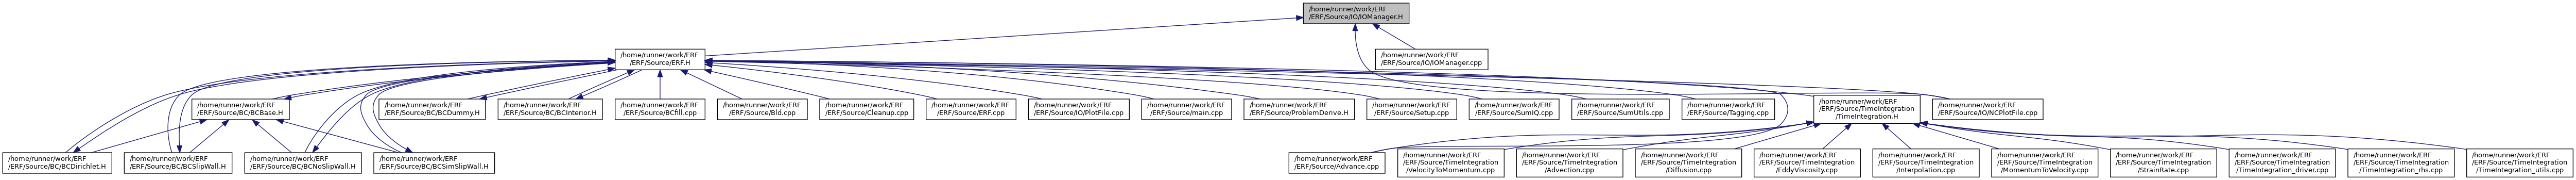 /home/runner/work/ERF
/ERF/Source/IO/IOManager.H
/home/runner/work/ERF
/ERF/Source/ERF.H
/home/runner/work/ERF
/ERF/Source/IO/IOManager.cpp
/home/runner/work/ERF
/ERF/Source/BC/BCBase.H
/home/runner/work/ERF
/ERF/Source/BC/BCDummy.H
/home/runner/work/ERF
/ERF/Source/BC/BCInterior.H
/home/runner/work/ERF
/ERF/Source/BCfill.cpp
/home/runner/work/ERF
/ERF/Source/Bld.cpp
/home/runner/work/ERF
/ERF/Source/Cleanup.cpp
/home/runner/work/ERF
/ERF/Source/ERF.cpp
/home/runner/work/ERF
/ERF/Source/IO/PlotFile.cpp
/home/runner/work/ERF
/ERF/Source/main.cpp
/home/runner/work/ERF
/ERF/Source/ProblemDerive.H
/home/runner/work/ERF
/ERF/Source/Setup.cpp
/home/runner/work/ERF
/ERF/Source/SumIQ.cpp
/home/runner/work/ERF
/ERF/Source/SumUtils.cpp
/home/runner/work/ERF
/ERF/Source/Tagging.cpp
/home/runner/work/ERF
/ERF/Source/TimeIntegration
/TimeIntegration.H
/home/runner/work/ERF
/ERF/Source/IO/NCPlotFile.cpp
/home/runner/work/ERF
/ERF/Source/BC/BCDirichlet.H
/home/runner/work/ERF
/ERF/Source/BC/BCSlipWall.H
/home/runner/work/ERF
/ERF/Source/BC/BCNoSlipWall.H
/home/runner/work/ERF
/ERF/Source/BC/BCSimSlipWall.H
/home/runner/work/ERF
/ERF/Source/Advance.cpp
/home/runner/work/ERF
/ERF/Source/TimeIntegration
/VelocityToMomentum.cpp
/home/runner/work/ERF
/ERF/Source/TimeIntegration
/Advection.cpp
/home/runner/work/ERF
/ERF/Source/TimeIntegration
/Diffusion.cpp
/home/runner/work/ERF
/ERF/Source/TimeIntegration
/EddyViscosity.cpp
/home/runner/work/ERF
/ERF/Source/TimeIntegration
/Interpolation.cpp
/home/runner/work/ERF
/ERF/Source/TimeIntegration
/MomentumToVelocity.cpp
/home/runner/work/ERF
/ERF/Source/TimeIntegration
/StrainRate.cpp
/home/runner/work/ERF
/ERF/Source/TimeIntegration
/TimeIntegration_driver.cpp
/home/runner/work/ERF
/ERF/Source/TimeIntegration
/TimeIntegration_rhs.cpp
/home/runner/work/ERF
/ERF/Source/TimeIntegration
/TimeIntegration_utils.cpp